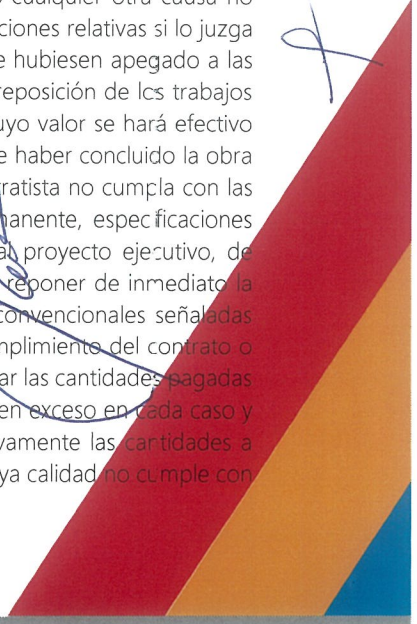 cualquier otra causa no
ciones relativas si lo juzga
e hubiesen apegado a las
reposición de los trabajos
uyo valor se hará efectivo
e haber concluido la obra
ratista no cumpla con las
nanente, especificaciones
al proyecto ejecutivo, de
reponer de inmediato la
convencionales señaladas
mplimiento del contrato o
ar las cantidades pagadas
en exceso en cada caso y
vamente las cantidades a
ya calidad no cumple con